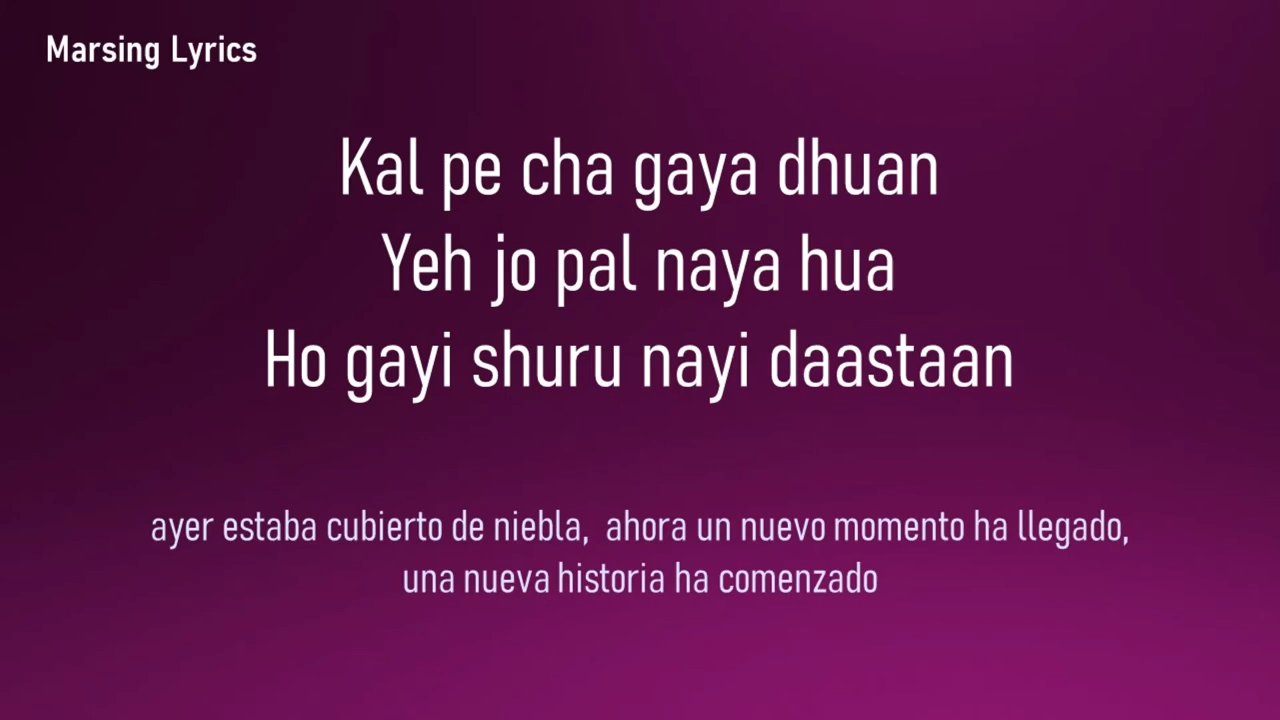 Marsing Lyrics
Kal pe cha gaya dhuan
Yeh jo pal naya hua
Ho gayi shuru nayi daastaan
ayer estaba cubierto de niebla, ahora un nuevo momento ha llegado,
una nueva historia ha comenzado